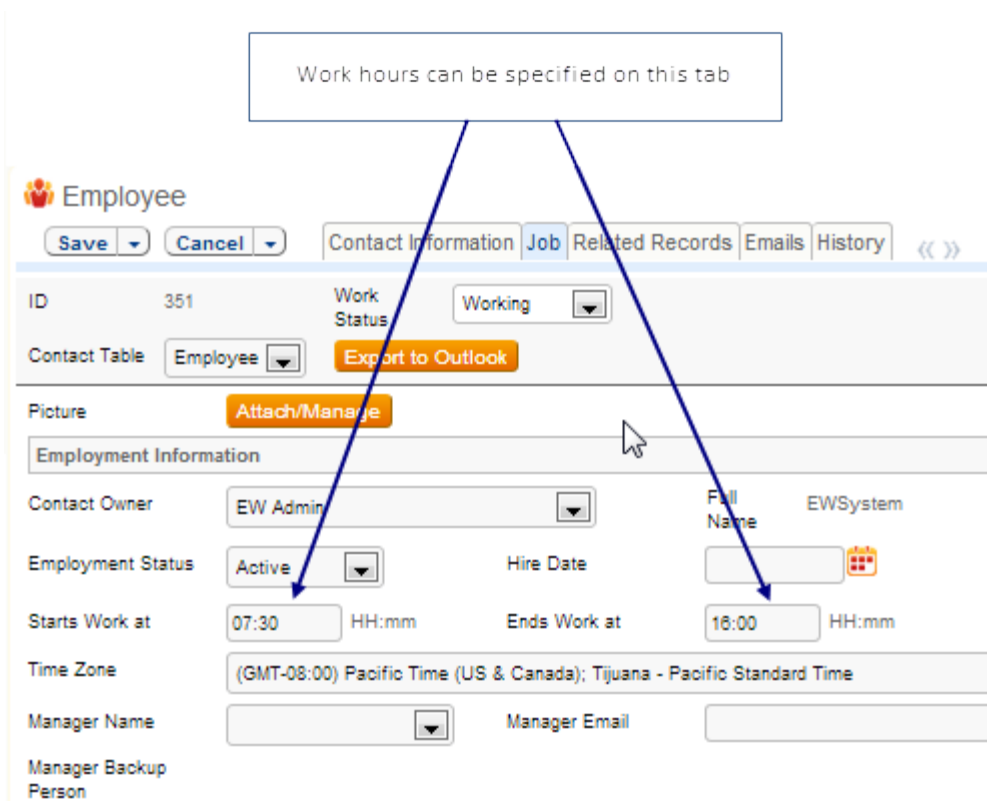 Work hours can be specified on this tab
Employee
Save Cancel Contact Information Job Related Records Emails History
ID 351 Work Status Working
Contact Table Employee Export to Outlook
Picture Attach/Manage
Employment Information
Contact Owner EW Admin Full Name EWSystem
Employment Status Active Hire Date
Starts Work at 07:30 HH:mm Ends Work at 16:00 HH:mm
Time Zone (GMT-08:00) Pacific Time (US & Canada); Tijuana - Pacific Standard Time
Manager Name Manager Email
Manager Backup
Person